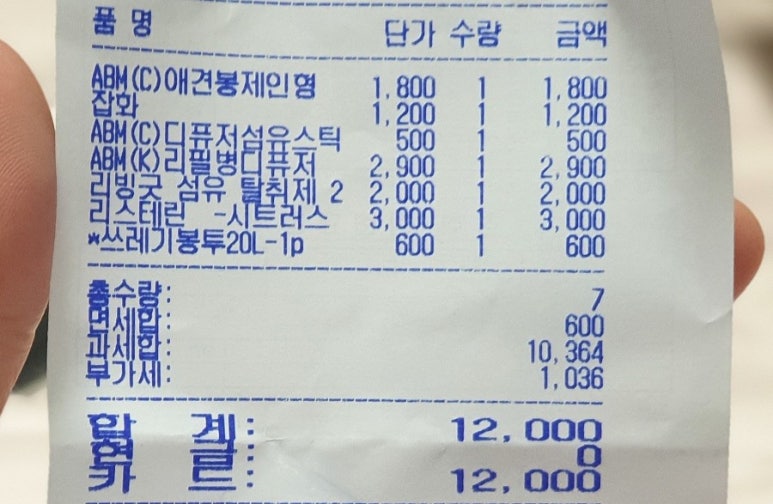 품 명 단가 수량 금액
ABM(C)애견봉제인형 1,800 1 1,800
잡화 1,200 1 1,200
ABM(C)디퓨저섬유스틱 500 1 500
ABM(K)리필병디퓨저 2,900 1 2,900
리빙굿 섬유 탈취제 2 2,000 1 2,000
리스테린 -시트러스 3,000 1 3,000
*쓰레기봉투20L-1p 600 1 600
총수량: 7
면세합: 600
과세합: 10,364
부가세: 1,036
합 계: 12,000
현 금: 0
카 드: 12,000